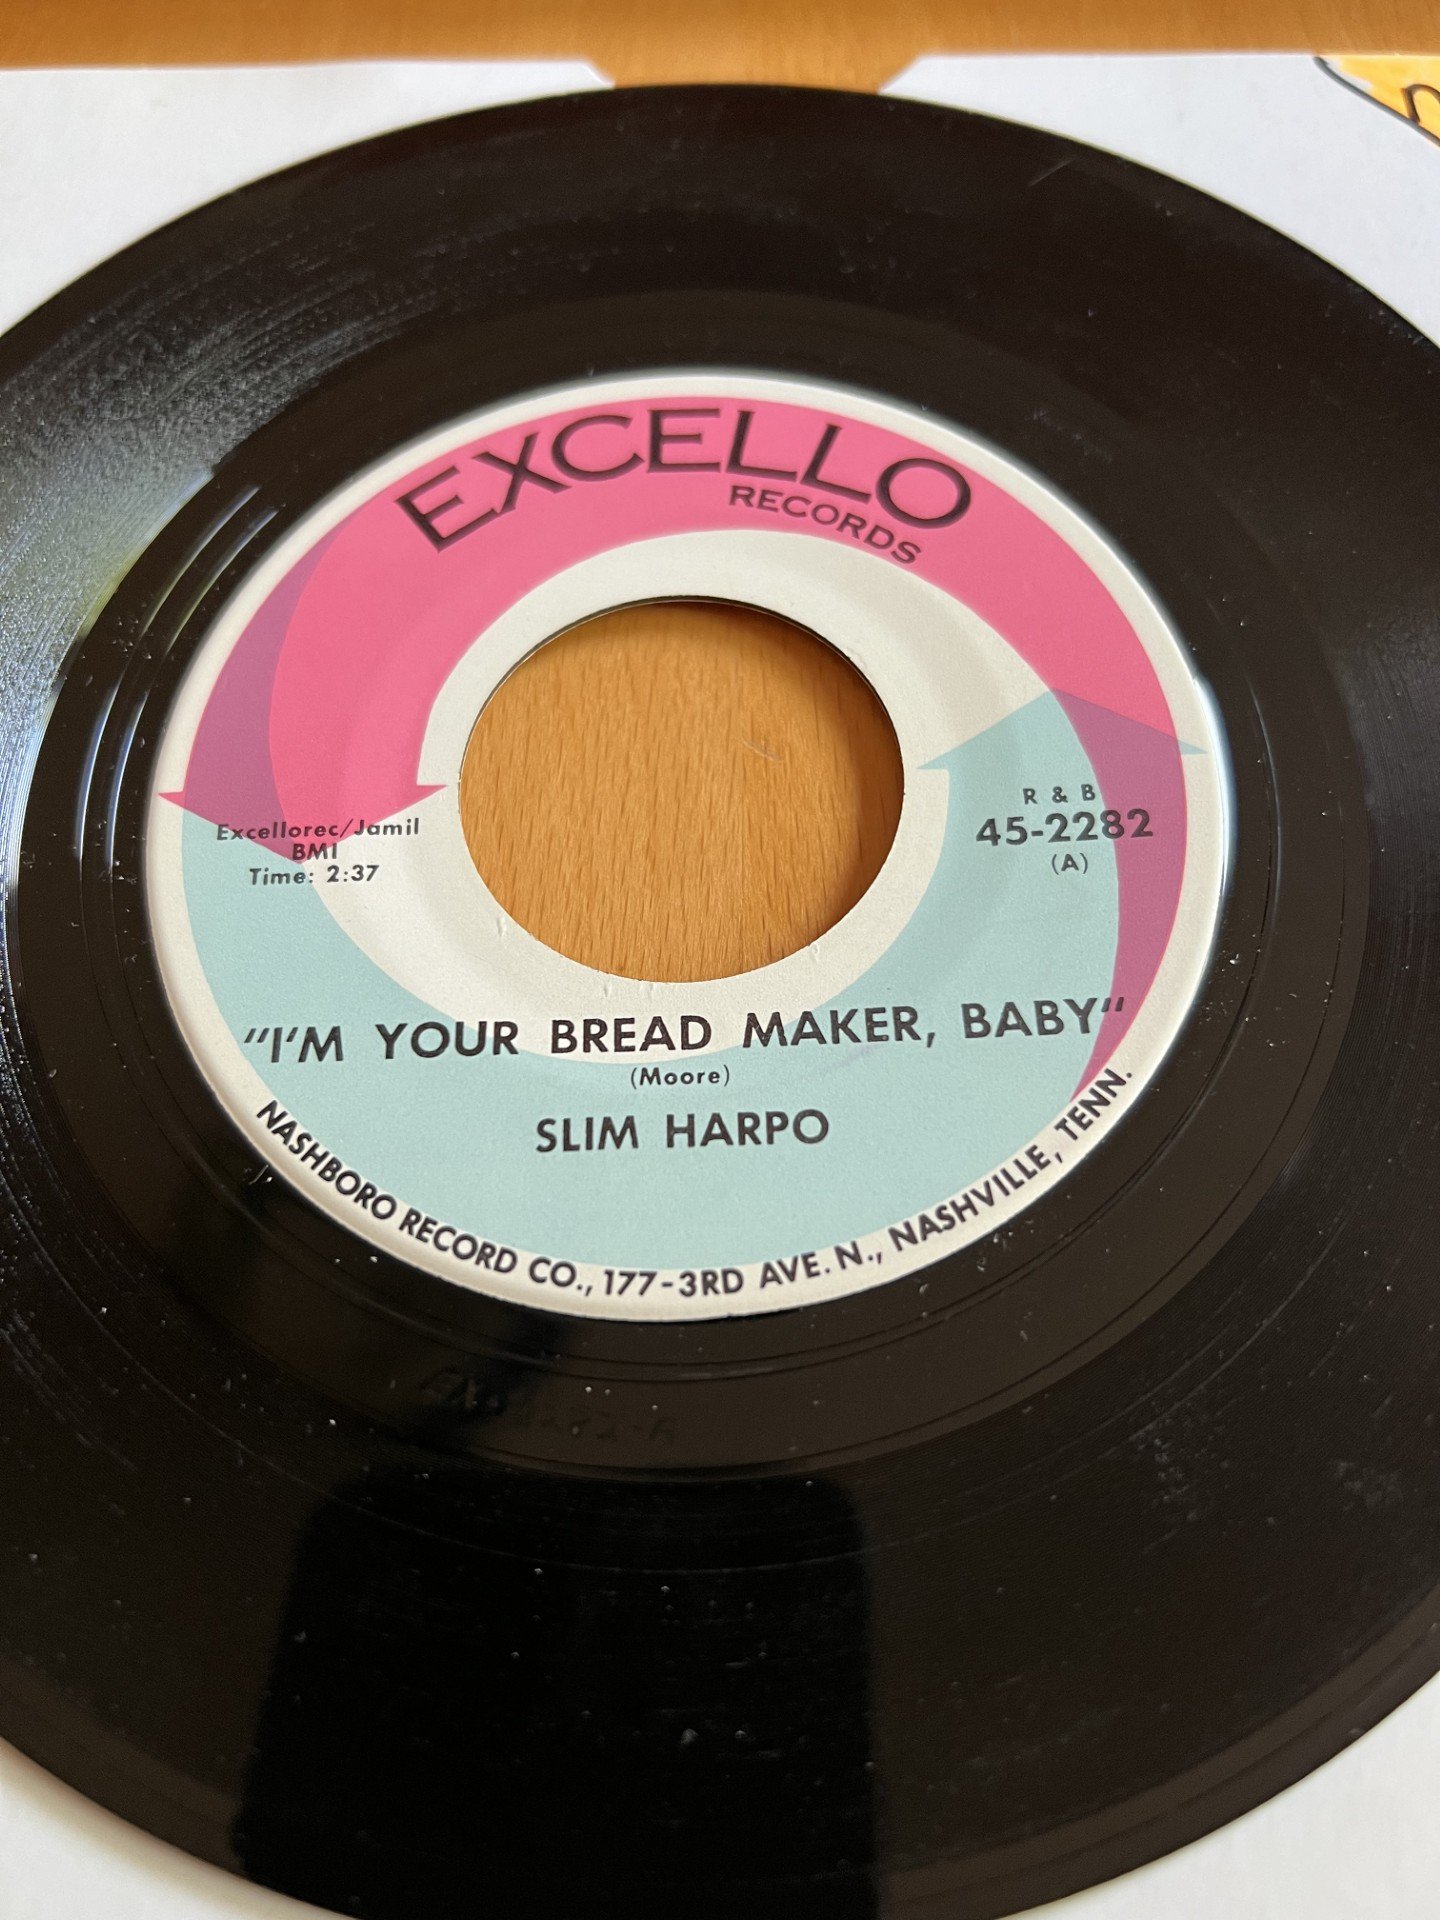 EXCELLO
RECORDS
R & B
45-2282
(A)
Excellorec/Jamil
BMI
Time: 2:37
"I'M YOUR BREAD MAKER, BABY"
(Moore)
SLIM HARPO
NASHBORO RECORD CO., 177-3RD AVE. N., NASHVILLE, TENN.